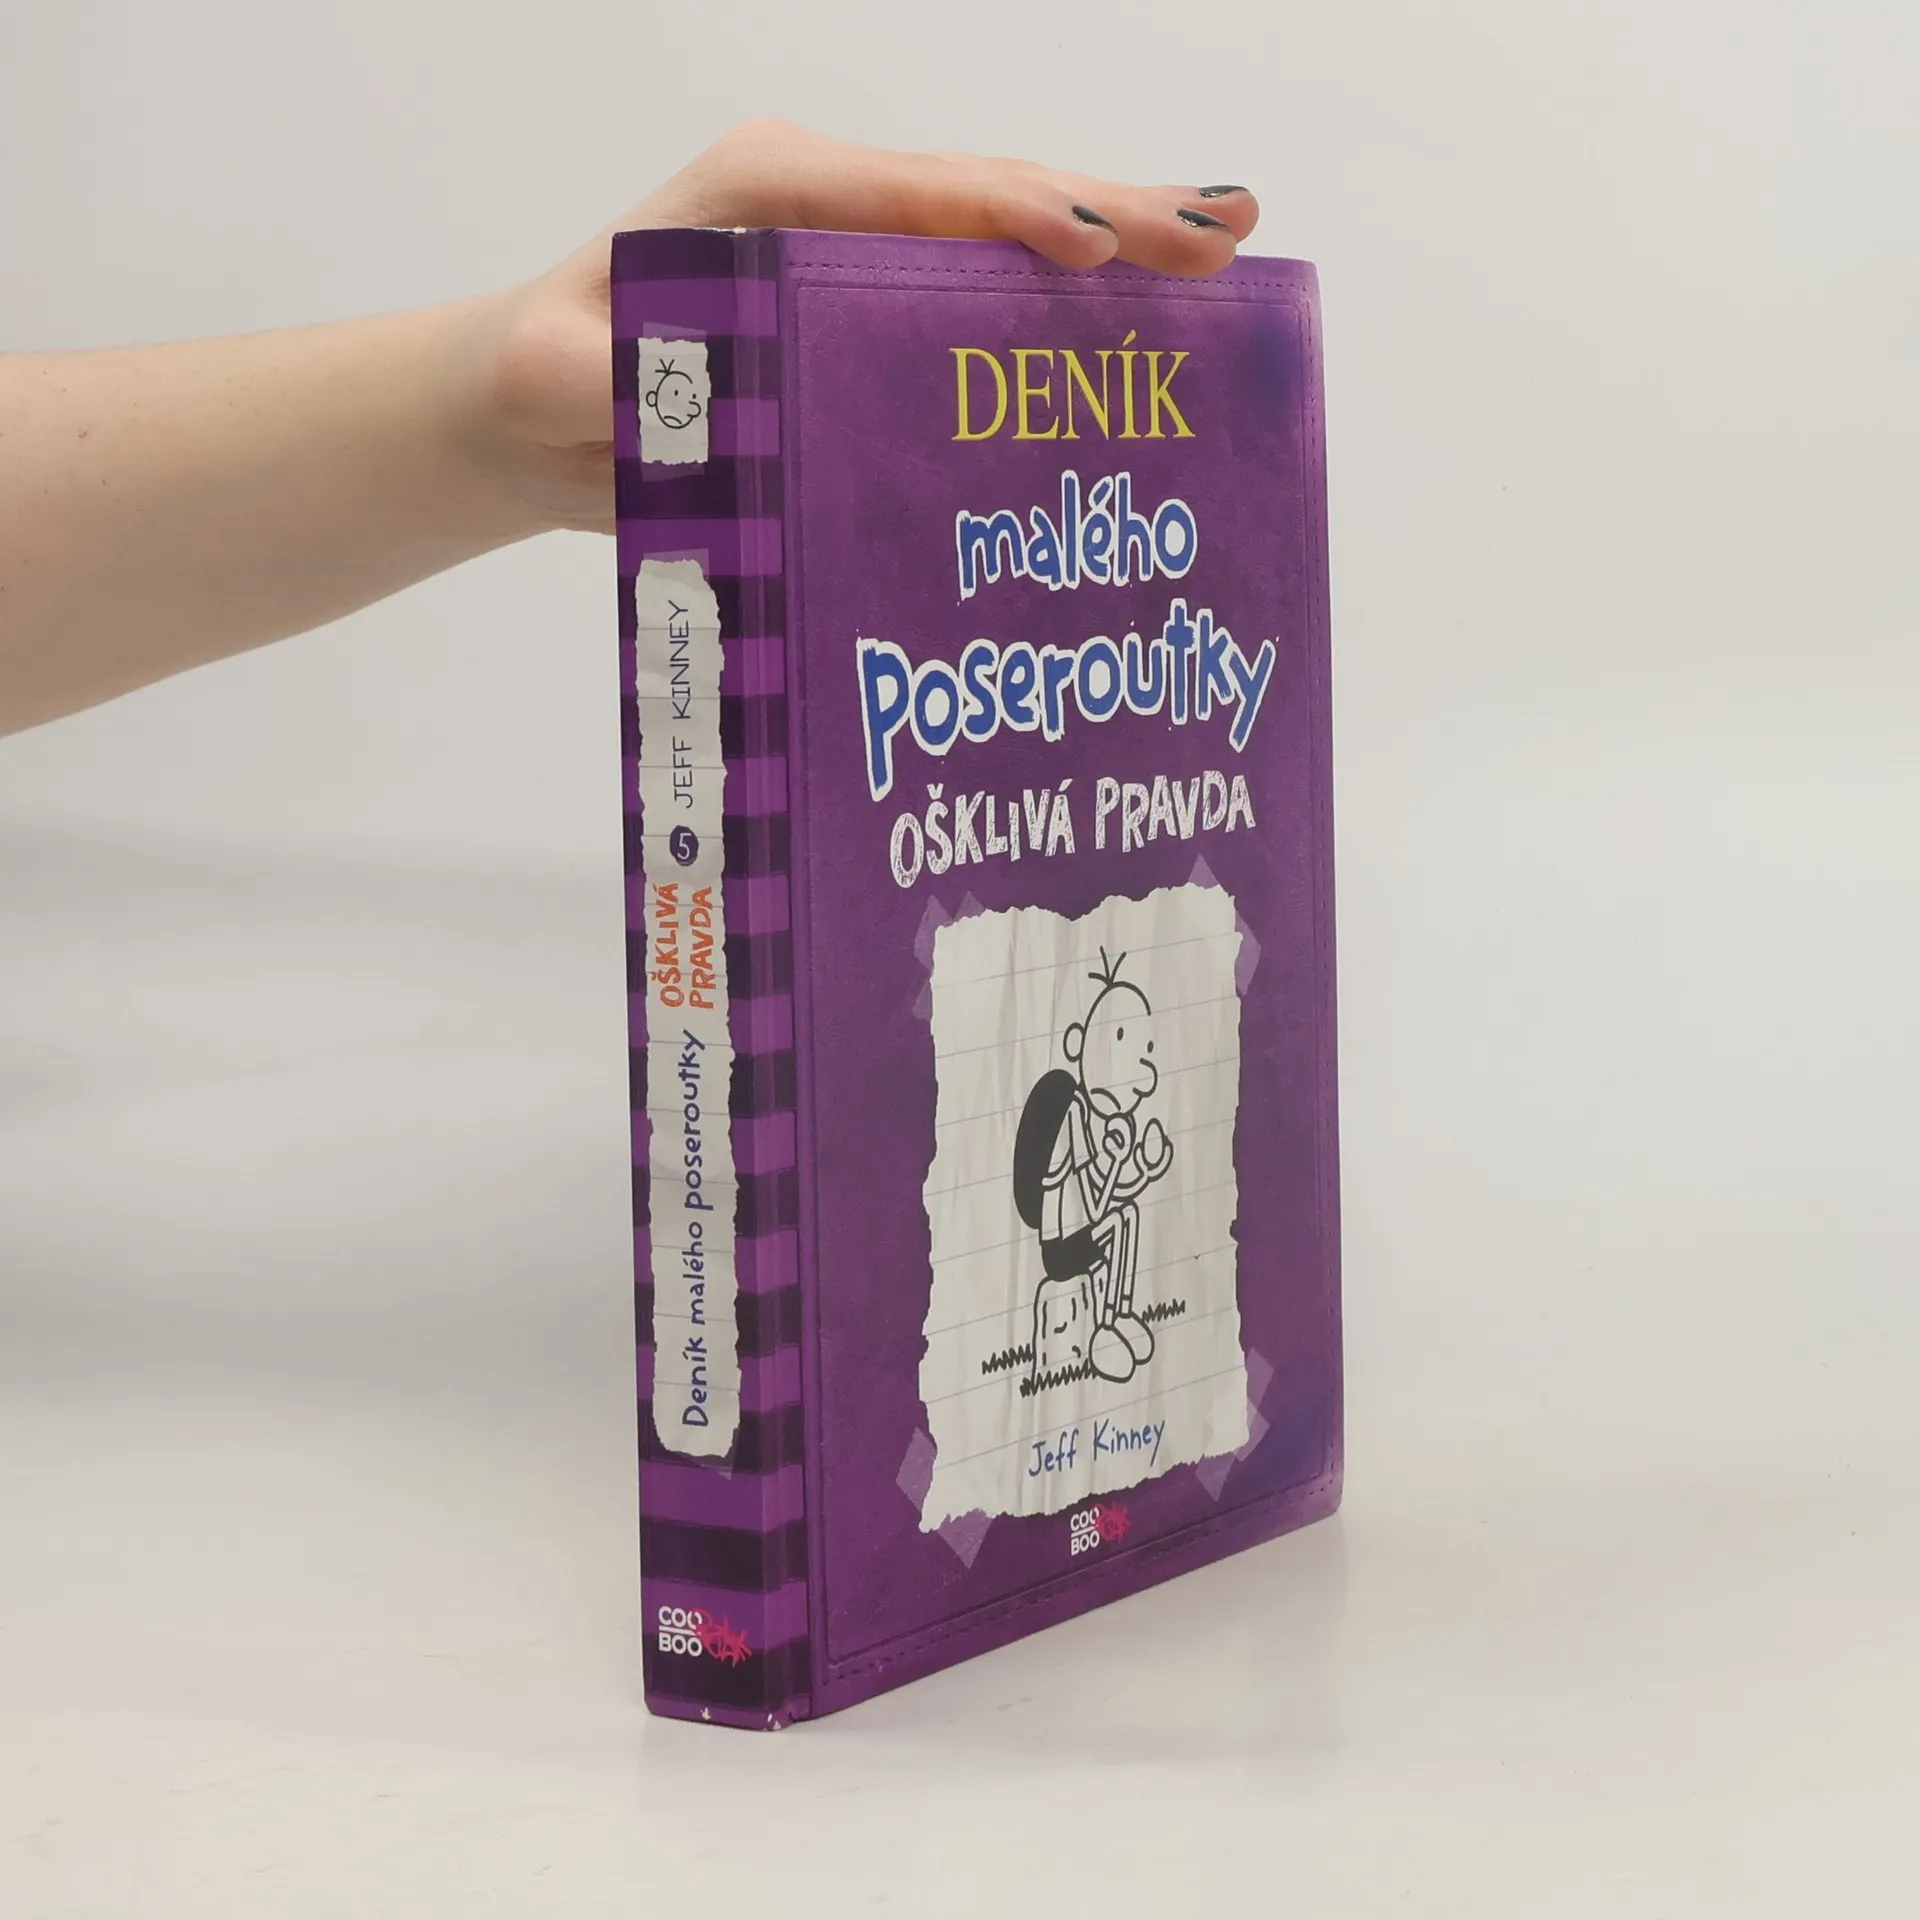 DENÍK
malého
poseroutky
OŠKLIVÁ PRAVDA
Jeff Kinney
COO
BOO
Deník malého poseroutky
OŠKLIVÁ
PRAVDA
5
JEFF KINNEY
COO
BOO